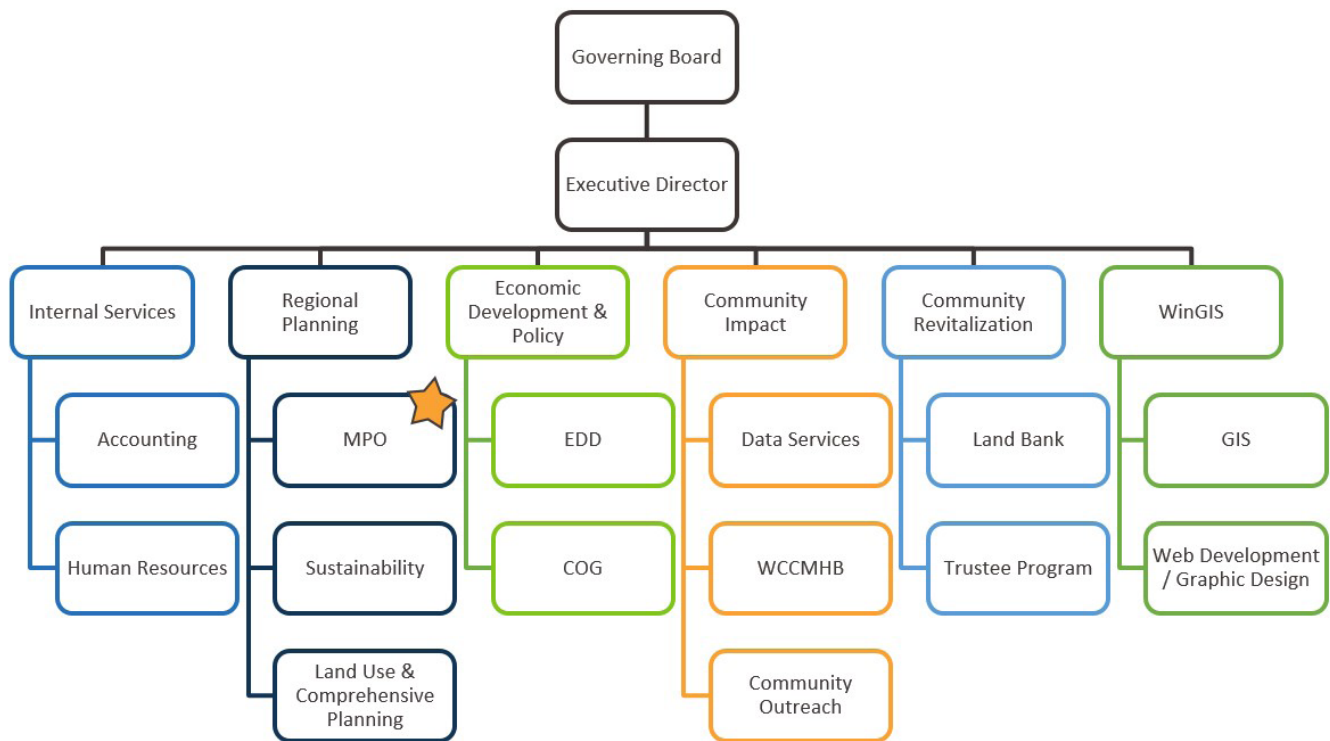 Governing Board
Executive Director
Internal Services
Regional
Planning
Economic
Development &
Policy
Community
Impact
Community
Revitalization
WinGIS
Accounting
MPO
EDD
Data Services
Land Bank
GIS
Human Resources
Sustainability
COG
WCCMHB
Trustee Program
Web Development
/ Graphic Design
Land Use &
Comprehensive
Planning
Community
Outreach